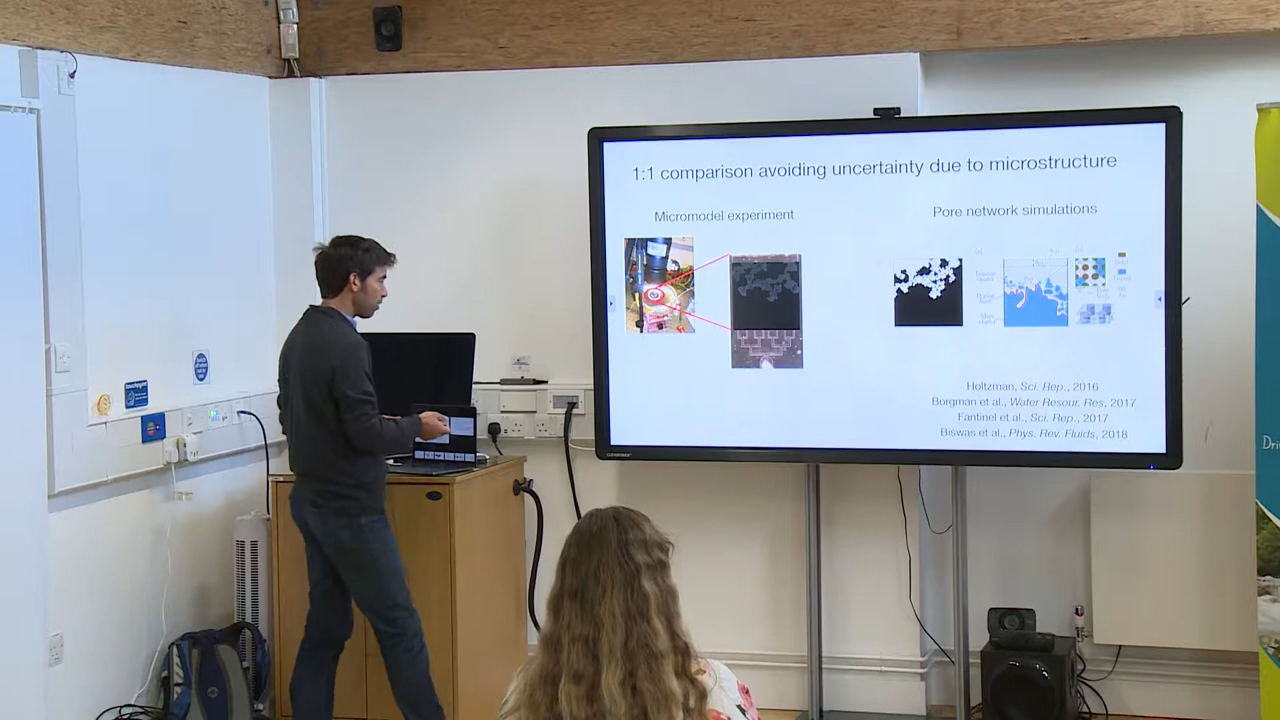 1:1 comparison avoiding uncertainty due to microstructure
Micromodel experiment
Pore network simulations
Holtzman, Sci. Rep., 2016
Borgman et al., Water Resour. Res, 2017
Fantinel et al., Sci. Rep., 2017
Biswas et al., Phys. Rev. Fluids, 2018